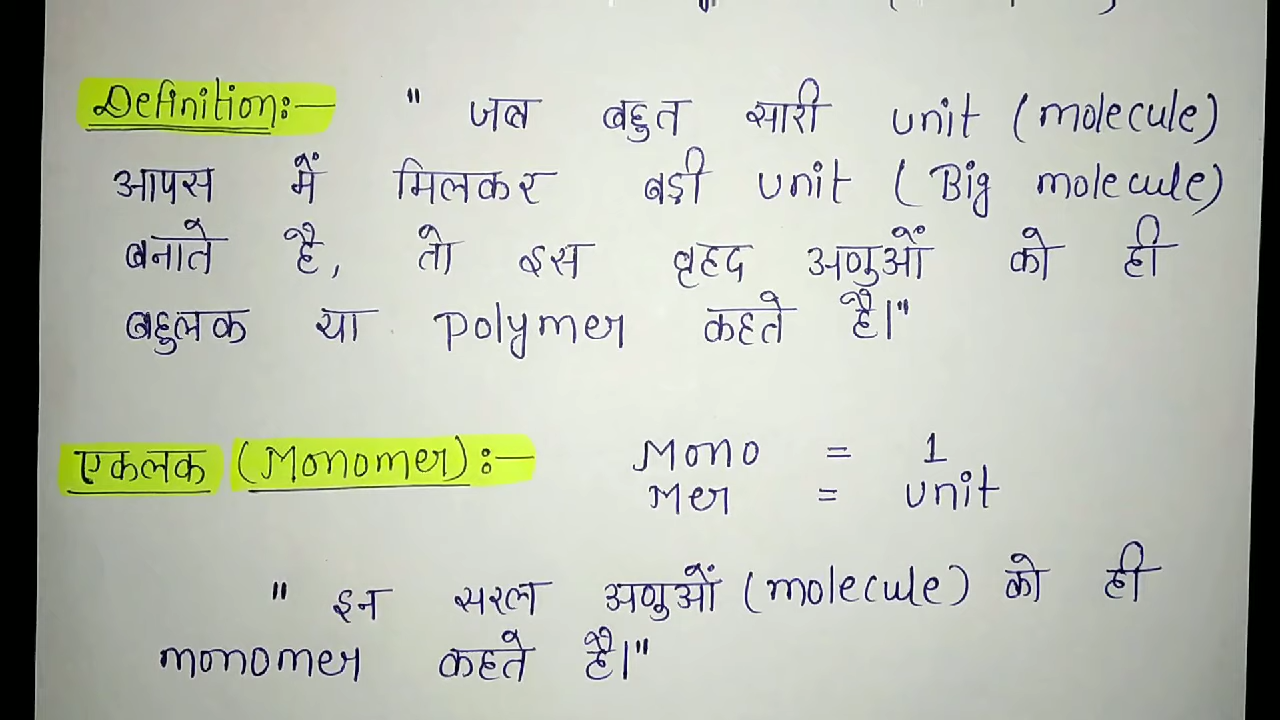 Definition:— " जब बहुत सारी unit (molecule)
आपस में मिलकर बड़ी unit (Big molecule)
बनाते है, तो इस वृहद अणुओं को ही
बहुलक या polymer कहते है।"
एकलक (Monomer):— Mono = 1
Mer = unit
" इन सरल अणुओं (molecule) को ही
monomer कहते है।"